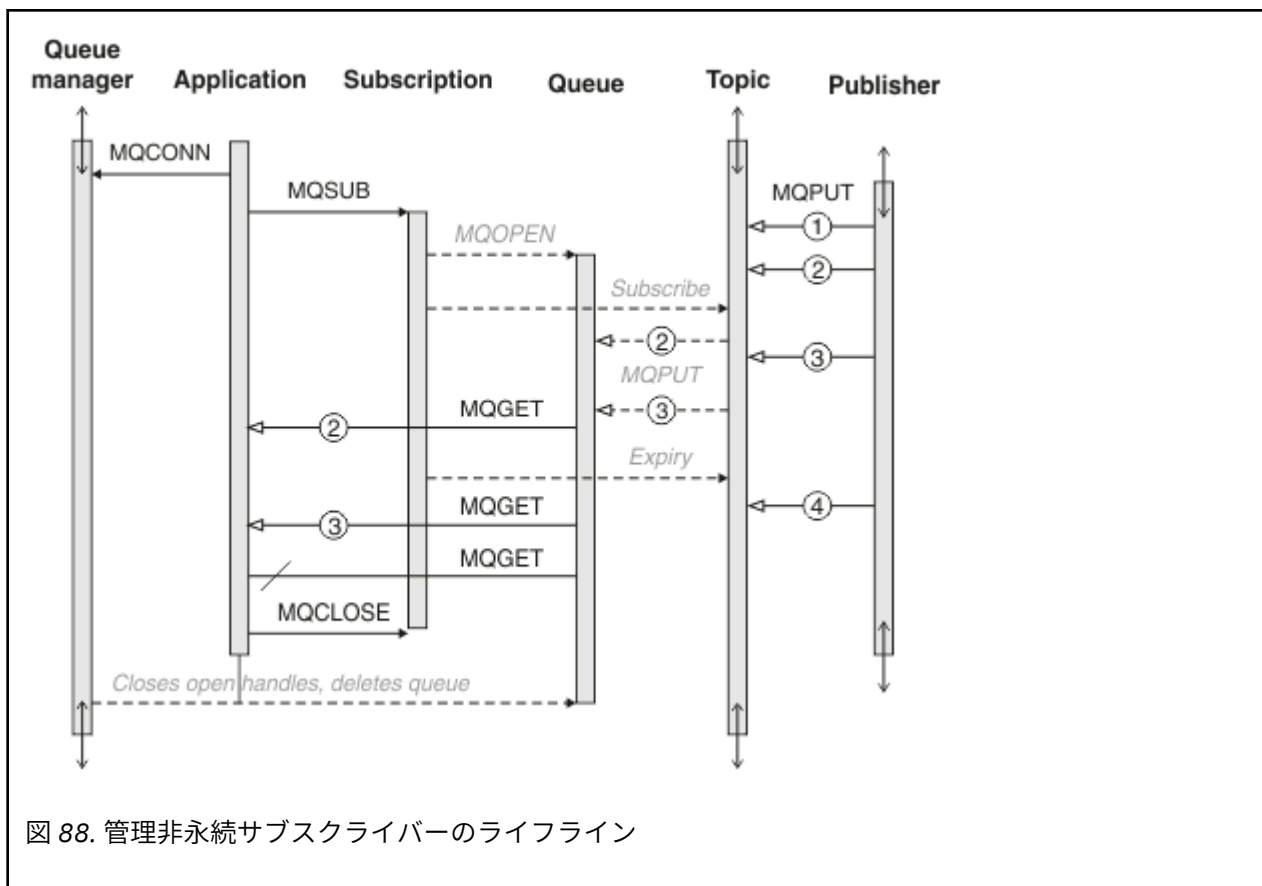 Queue
manager
Application
Subscription
Queue
Topic
Publisher
MQCONN
MQSUB
MQPUT
MQOPEN
①
②
Subscribe
②
③
MQPUT
③
MQGET
②
Expiry
④
MQGET
③
MQGET
MQCLOSE
Closes open handles, deletes queue
図 88. 管理非永続サブスクライバーのライフライン